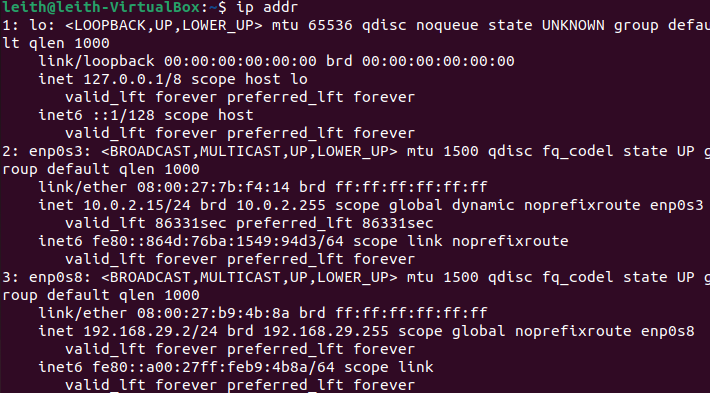 leith@leith-VirtualBox:~$ ip addr
1: lo: <LOOPBACK,UP,LOWER_UP> mtu 65536 qdisc noqueue state UNKNOWN group defau
lt qlen 1000
    link/loopback 00:00:00:00:00:00 brd 00:00:00:00:00:00
    inet 127.0.0.1/8 scope host lo
       valid_lft forever preferred_lft forever
    inet6 ::1/128 scope host
       valid_lft forever preferred_lft forever
2: enp0s3: <BROADCAST,MULTICAST,UP,LOWER_UP> mtu 1500 qdisc fq_codel state UP g
roup default qlen 1000
    link/ether 08:00:27:7b:f4:14 brd ff:ff:ff:ff:ff:ff
    inet 10.0.2.15/24 brd 10.0.2.255 scope global dynamic noprefixroute enp0s3
       valid_lft 86331sec preferred_lft 86331sec
    inet6 fe80::864d:76ba:1549:94d3/64 scope link noprefixroute
       valid_lft forever preferred_lft forever
3: enp0s8: <BROADCAST,MULTICAST,UP,LOWER_UP> mtu 1500 qdisc fq_codel state UP g
roup default qlen 1000
    link/ether 08:00:27:b9:4b:8a brd ff:ff:ff:ff:ff:ff
    inet 192.168.29.2/24 brd 192.168.29.255 scope global noprefixroute enp0s8
       valid_lft forever preferred_lft forever
    inet6 fe80::a00:27ff:feb9:4b8a/64 scope link
       valid_lft forever preferred_lft forever